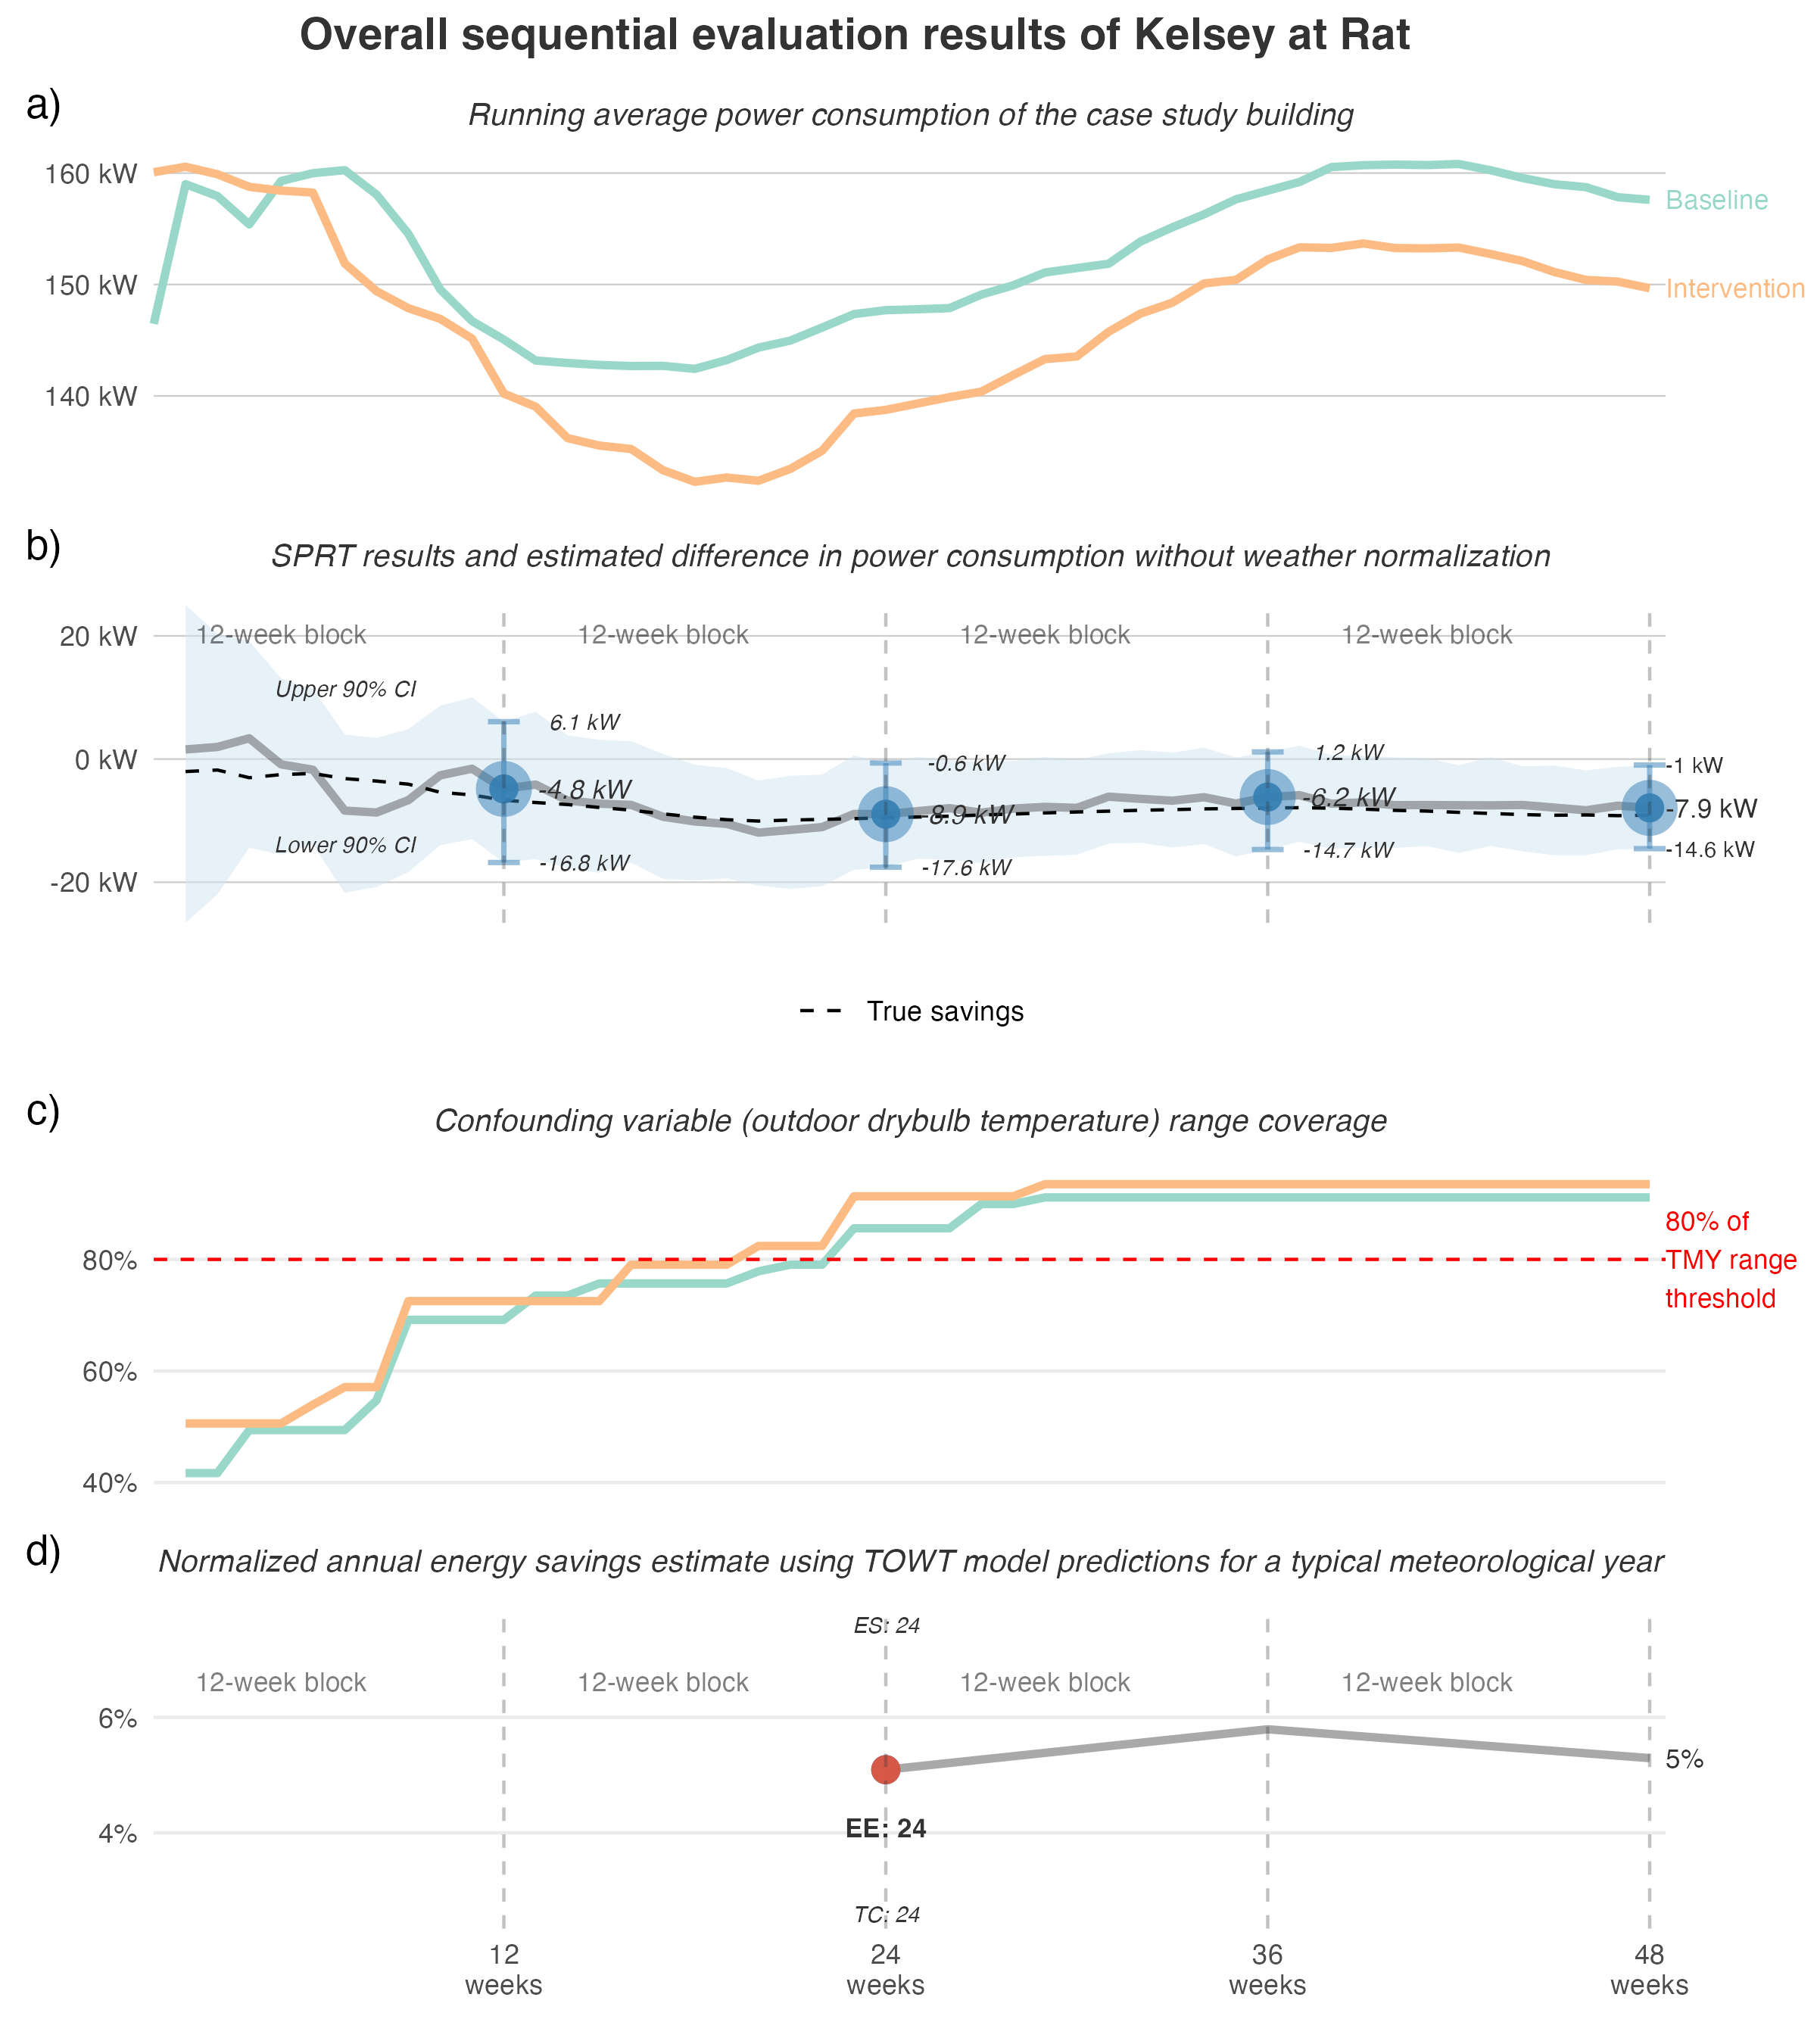 Overall sequential evaluation results of Kelsey at Rat
a)
Running average power consumption of the case study building
160 kW
150 kW
140 kW
Baseline
Intervention
b)
SPRT results and estimated difference in power consumption without weather normalization
20 kW
0 kW
-20 kW
12-week block
12-week block
12-week block
12-week block
Upper 90% CI
Lower 90% CI
6.1 kW
-4.8 kW
-16.8 kW
-0.6 kW
-8.9 kW
-17.6 kW
1.2 kW
-6.2 kW
-14.7 kW
-1 kW
-7.9 kW
-14.6 kW
True savings
c)
Confounding variable (outdoor drybulb temperature) range coverage
80%
60%
40%
80% of
TMY range
threshold
d)
Normalized annual energy savings estimate using TOWT model predictions for a typical meteorological year
ES: 24
12-week block
12-week block
12-week block
12-week block
6%
4%
5%
EE: 24
TC: 24
12
weeks
24
weeks
36
weeks
48
weeks